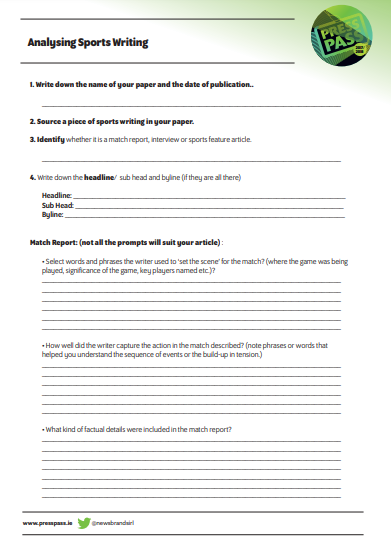 Analysing Sports Writing
PRESS
PASS
1. Write down the name of your paper and the date of publication..
2. Source a piece of sports writing in your paper.
3. Identify whether it is a match report, interview or sports feature article.
4. Write down the headline/ sub head and byline (if they are all there)
Headline:
Sub Head:
Byline:
Match Report: (not all the prompts will suit your article) :
• Select words and phrases the writer used to 'set the scene' for the match? (where the game was being
played, significance of the game, key players named etc.)?
• How well did the writer capture the action in the match described? (note phrases or words that
helped you understand the sequence of events or the build-up in tension.)
• What kind of factual details were included in the match report?
www.presspass.ie @newsbrandsirl